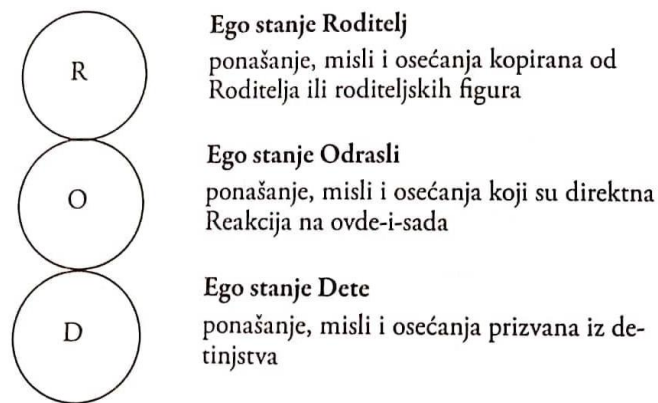 R
Ego stanje Roditelj
ponašanje, misli i osećanja kopirana od
Roditelja ili roditeljskih figura
O
Ego stanje Odrasli
ponašanje, misli i osećanja koji su direktna
Reakcija na ovde-i-sada
D
Ego stanje Dete
ponašanje, misli i osećanja prizvana iz de-
tinjstva